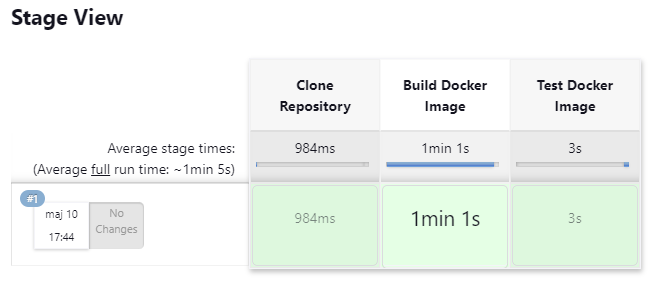 Stage View
Clone
Repository
Build Docker
Image
Test Docker
Image
Average stage times:
(Average full run time: ~1min 5s)
984ms
1min 1s
3s
#1
maj 10
17:44
No
Changes
984ms
1min 1s
3s